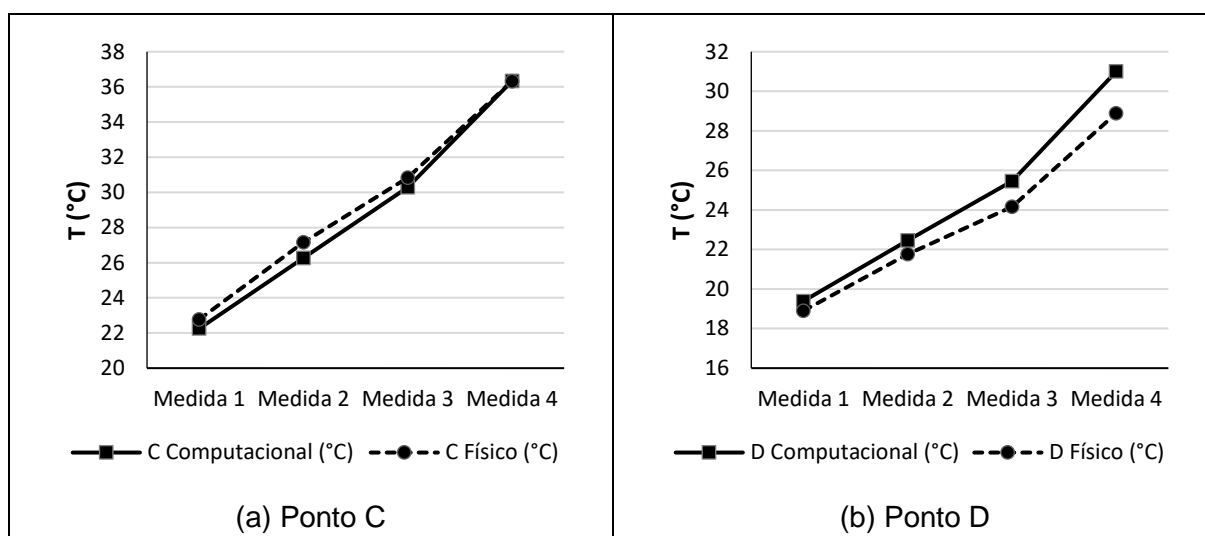 38
36
34
32
30
28
26
24
22
20
T (°C)
Medida 1 Medida 2 Medida 3 Medida 4
C Computacional (°C) C Físico (°C)
(a) Ponto C
32
30
28
26
24
22
20
18
16
T (°C)
Medida 1 Medida 2 Medida 3 Medida 4
D Computacional (°C) D Físico (°C)
(b) Ponto D